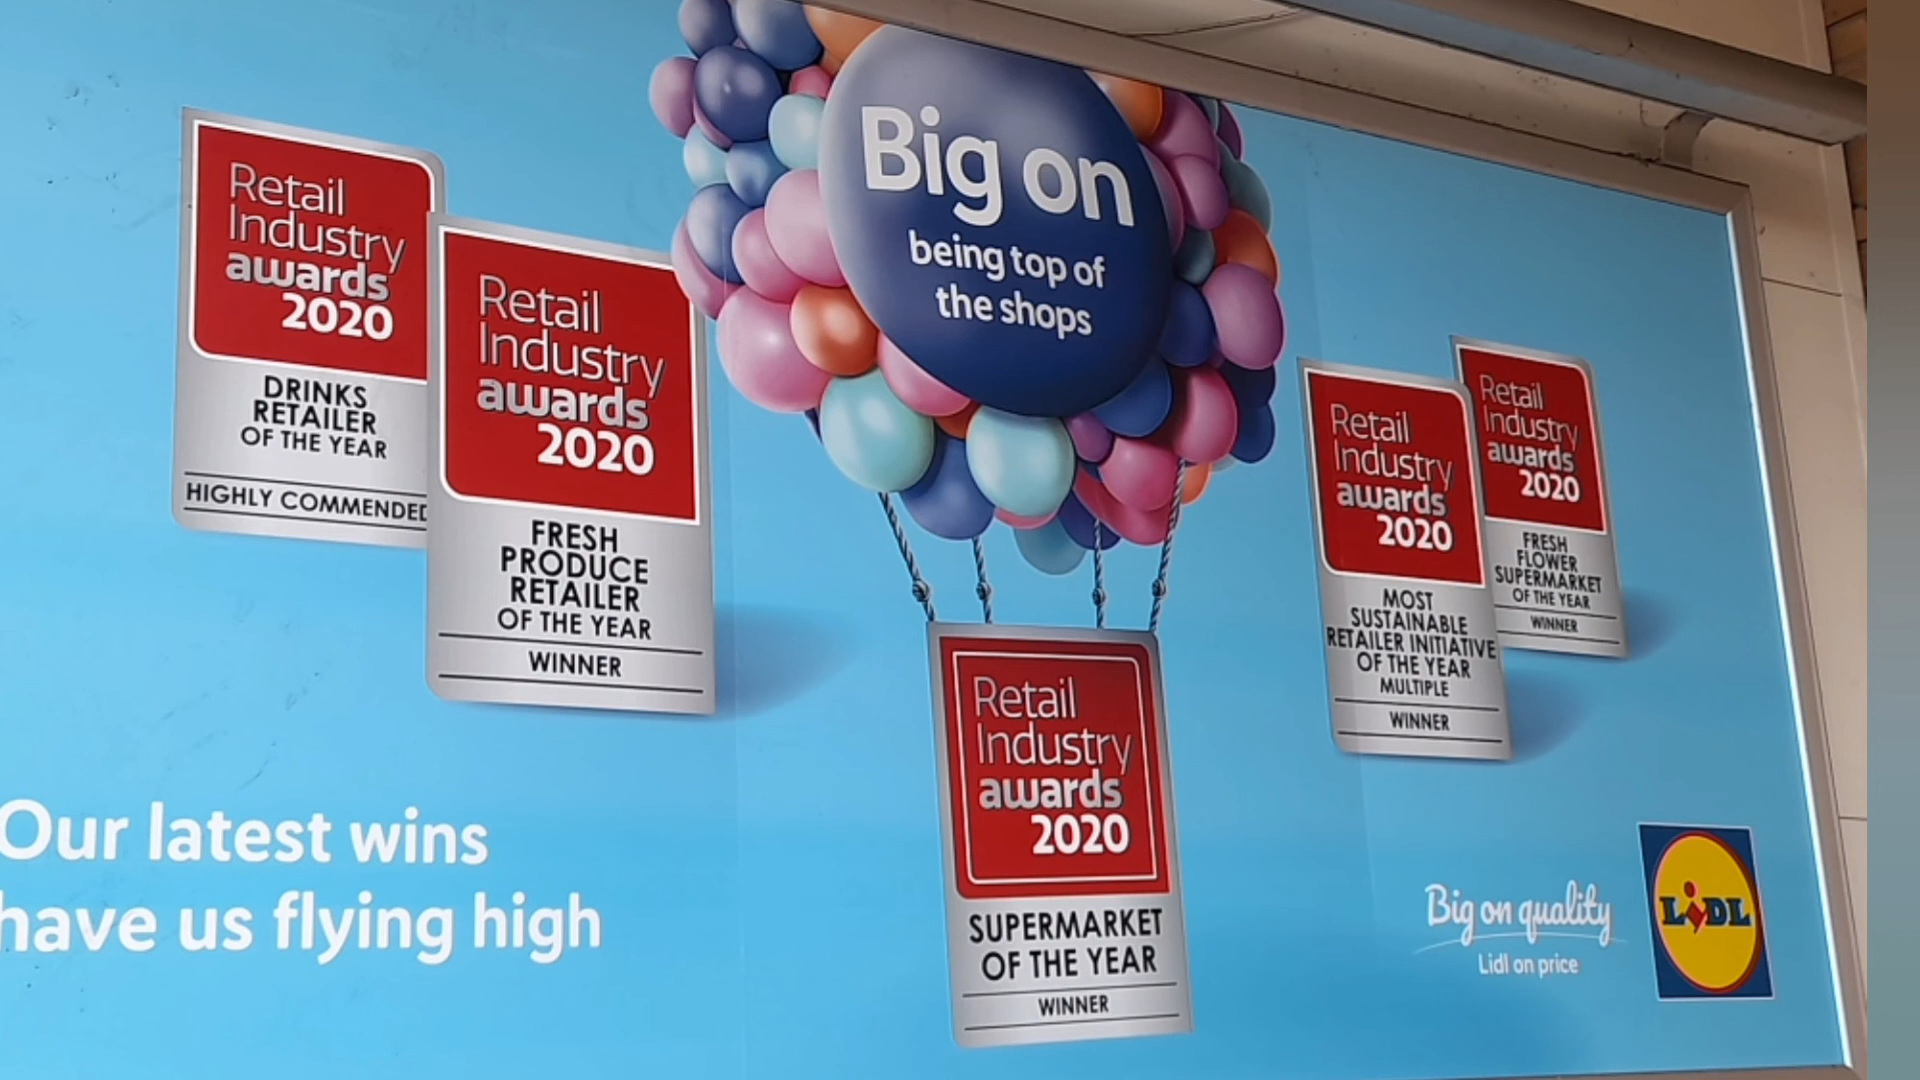 Big on
being top of
the shops
Retail
Industry
awards
2020
DRINKS
RETAILER
OF THE YEAR
HIGHLY COMMENDED
Retail
Industry
awards
2020
FRESH
PRODUCE
RETAILER
OF THE YEAR
WINNER
Retail
Industry
awards
2020
SUPERMARKET
OF THE YEAR
WINNER
Retail
Industry
awards
2020
MOST
SUSTAINABLE
RETAILER INITIATIVE
OF THE YEAR
MULTIPLE
WINNER
Retail
Industry
awards
2020
FRESH
FLOWER
SUPERMARKET
OF THE YEAR
WINNER
Our latest wins
have us flying high
Big on quality
Lidl on price
LIDL